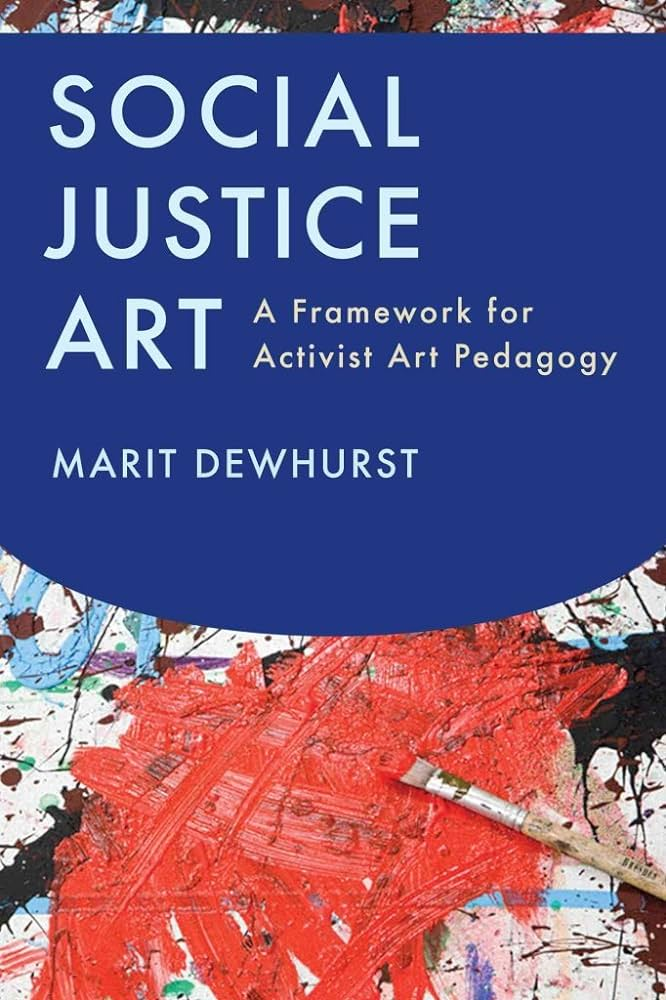 SOCIAL
JUSTICE
ART
A Framework for
Activist Art Pedagogy
MARIT DEWHURST